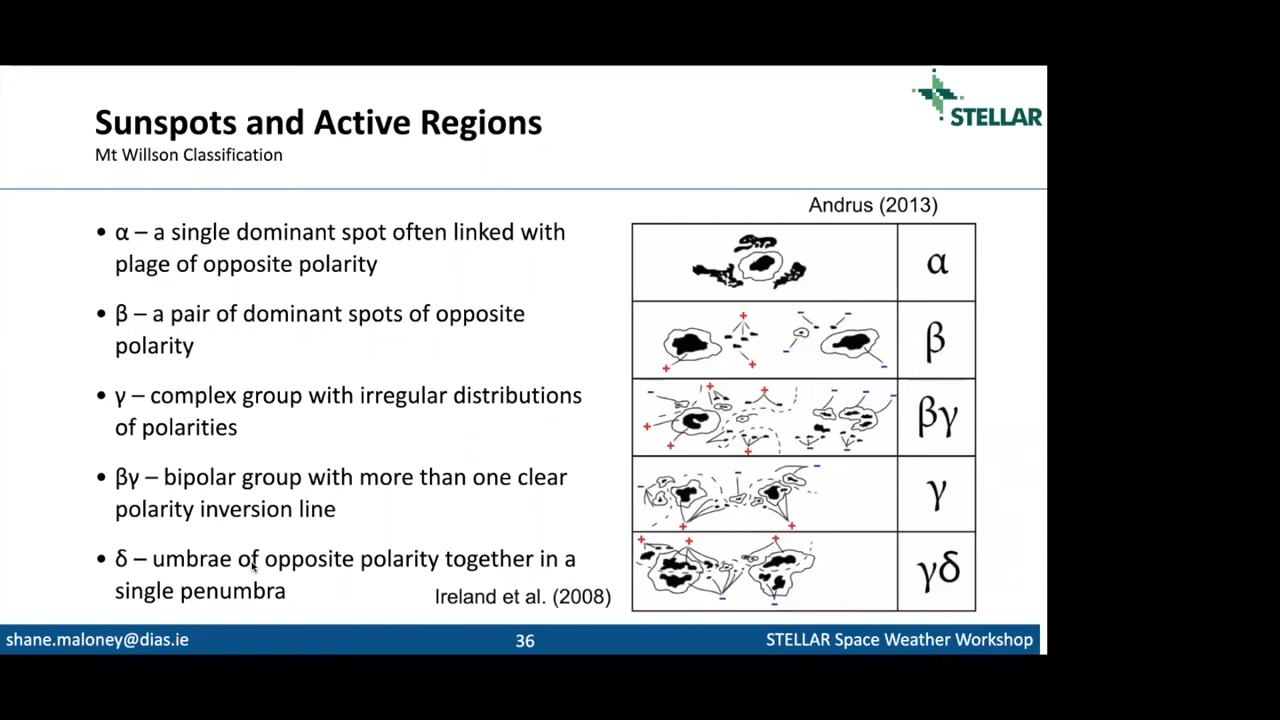 STELLAR
Sunspots and Active Regions
Mt Willson Classification
Andrus (2013)
• α – a single dominant spot often linked with
plage of opposite polarity
• β – a pair of dominant spots of opposite
polarity
• γ – complex group with irregular distributions
of polarities
• βγ – bipolar group with more than one clear
polarity inversion line
• δ – umbrae of opposite polarity together in a
single penumbra
Ireland et al. (2008)
α
β
βγ
γ
γδ
shane.maloney@dias.ie
36
STELLAR Space Weather Workshop